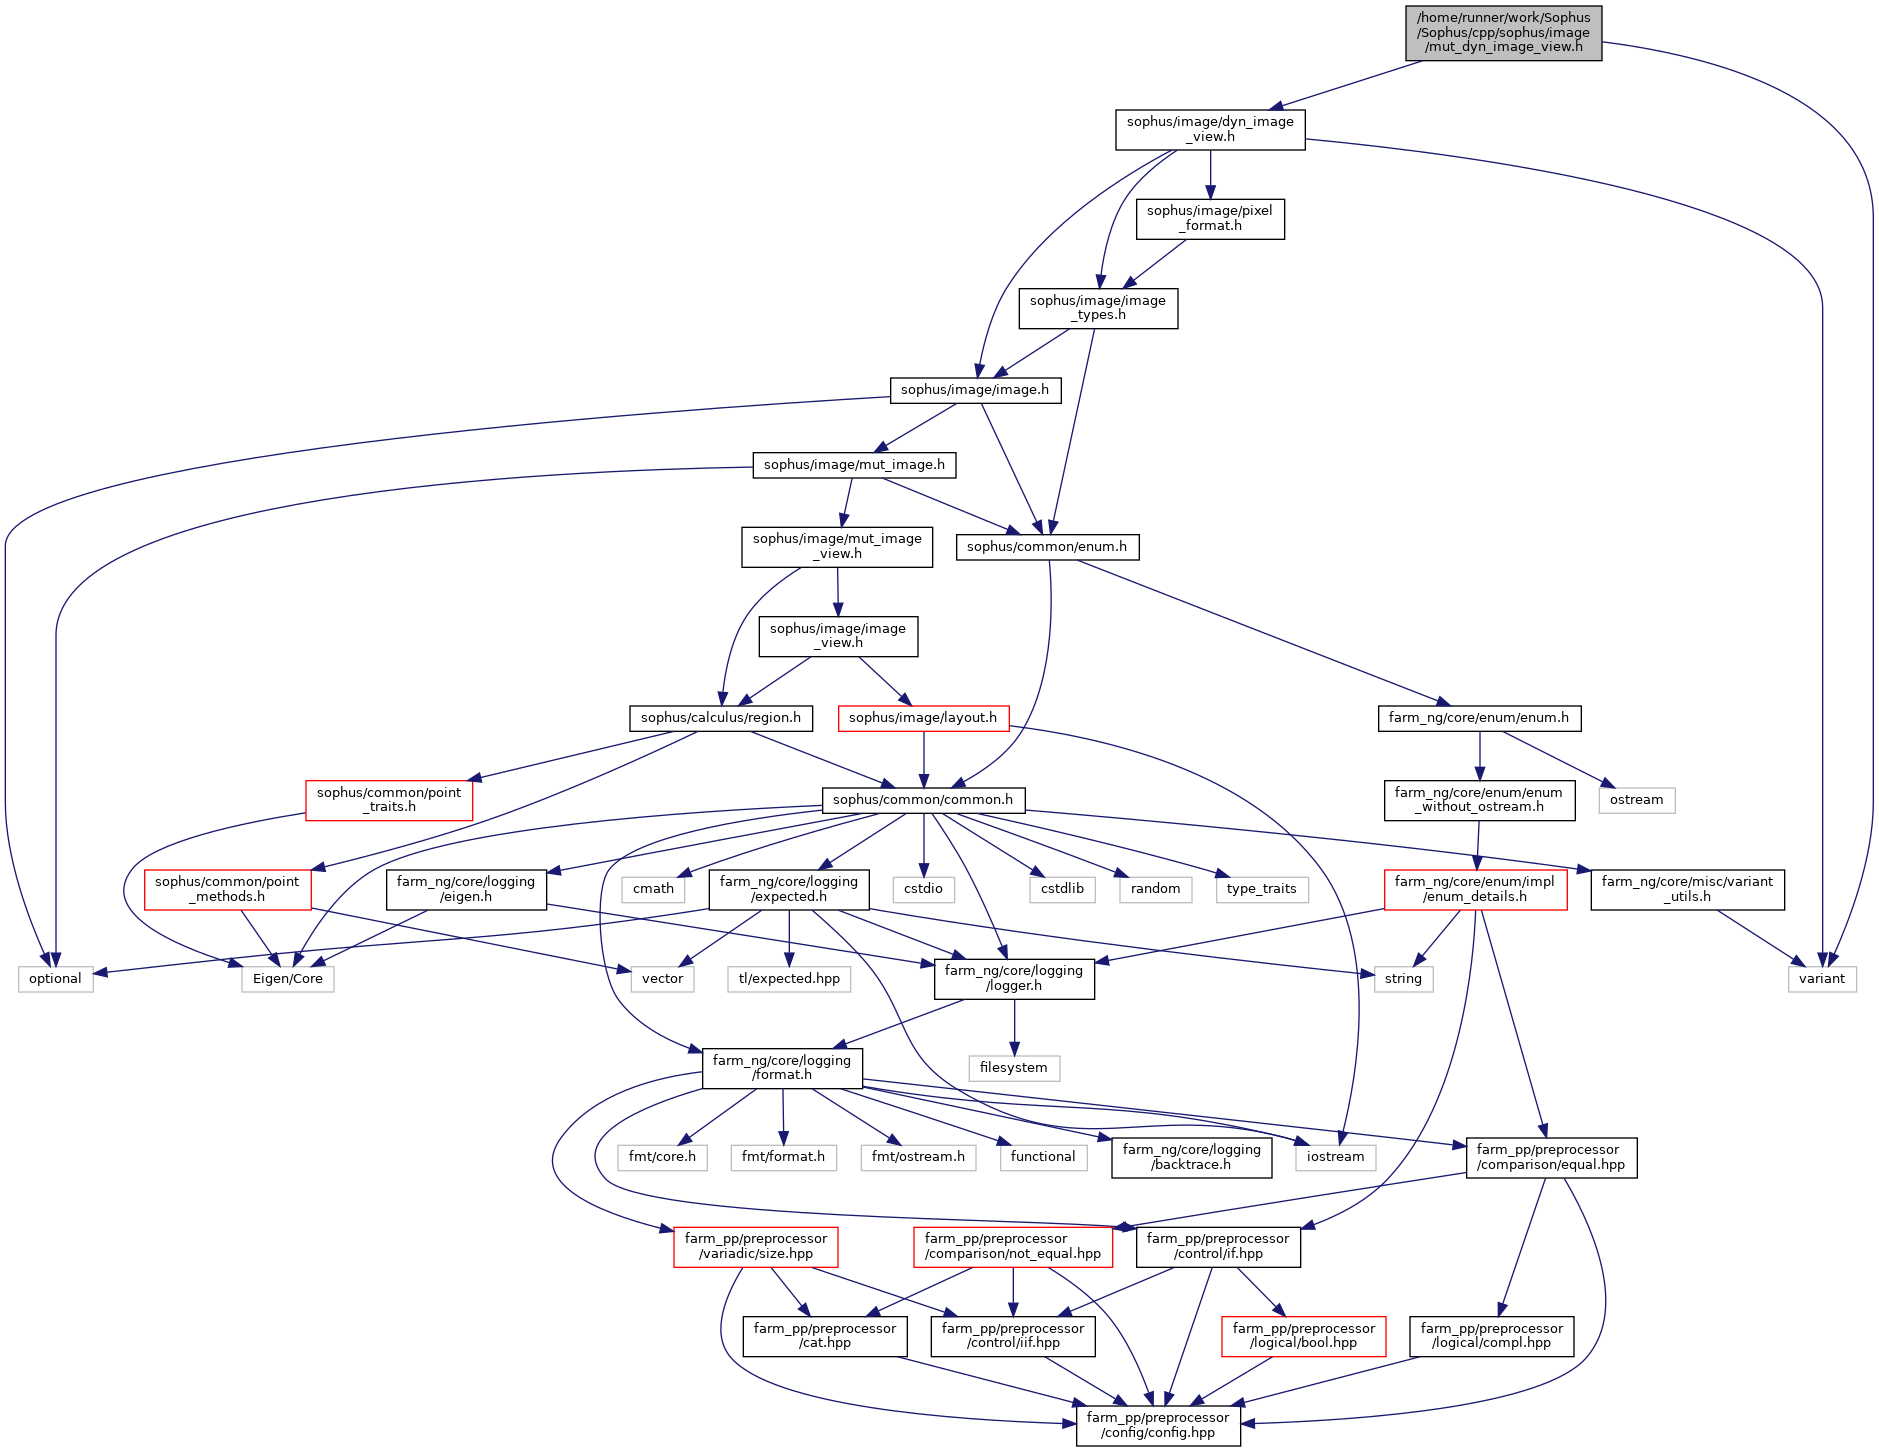 /home/runner/work/Sophus
/Sophus/cpp/sophus/image
/mut_dyn_image_view.h
sophus/image/dyn_image
_view.h
sophus/image/pixel
_format.h
sophus/image/image
_types.h
sophus/image/image.h
sophus/image/mut_image.h
sophus/image/mut_image
_view.h
sophus/common/enum.h
sophus/image/image
_view.h
sophus/calculus/region.h
sophus/image/layout.h
farm_ng/core/enum/enum.h
sophus/common/point
_traits.h
sophus/common/common.h
farm_ng/core/enum/enum
_without_ostream.h
ostream
sophus/common/point
_methods.h
farm_ng/core/logging
/eigen.h
cmath
farm_ng/core/logging
/expected.h
cstdio
cstdlib
random
type_traits
farm_ng/core/enum/impl
/enum_details.h
farm_ng/core/misc/variant
_utils.h
optional
Eigen/Core
vector
tl/expected.hpp
farm_ng/core/logging
/logger.h
string
variant
farm_ng/core/logging
/format.h
filesystem
fmt/core.h
fmt/format.h
fmt/ostream.h
functional
farm_ng/core/logging
/backtrace.h
iostream
farm_pp/preprocessor
/comparison/equal.hpp
farm_pp/preprocessor
/variadic/size.hpp
farm_pp/preprocessor
/comparison/not_equal.hpp
farm_pp/preprocessor
/control/if.hpp
farm_pp/preprocessor
/cat.hpp
farm_pp/preprocessor
/control/iif.hpp
farm_pp/preprocessor
/logical/bool.hpp
farm_pp/preprocessor
/logical/compl.hpp
farm_pp/preprocessor
/config/config.hpp